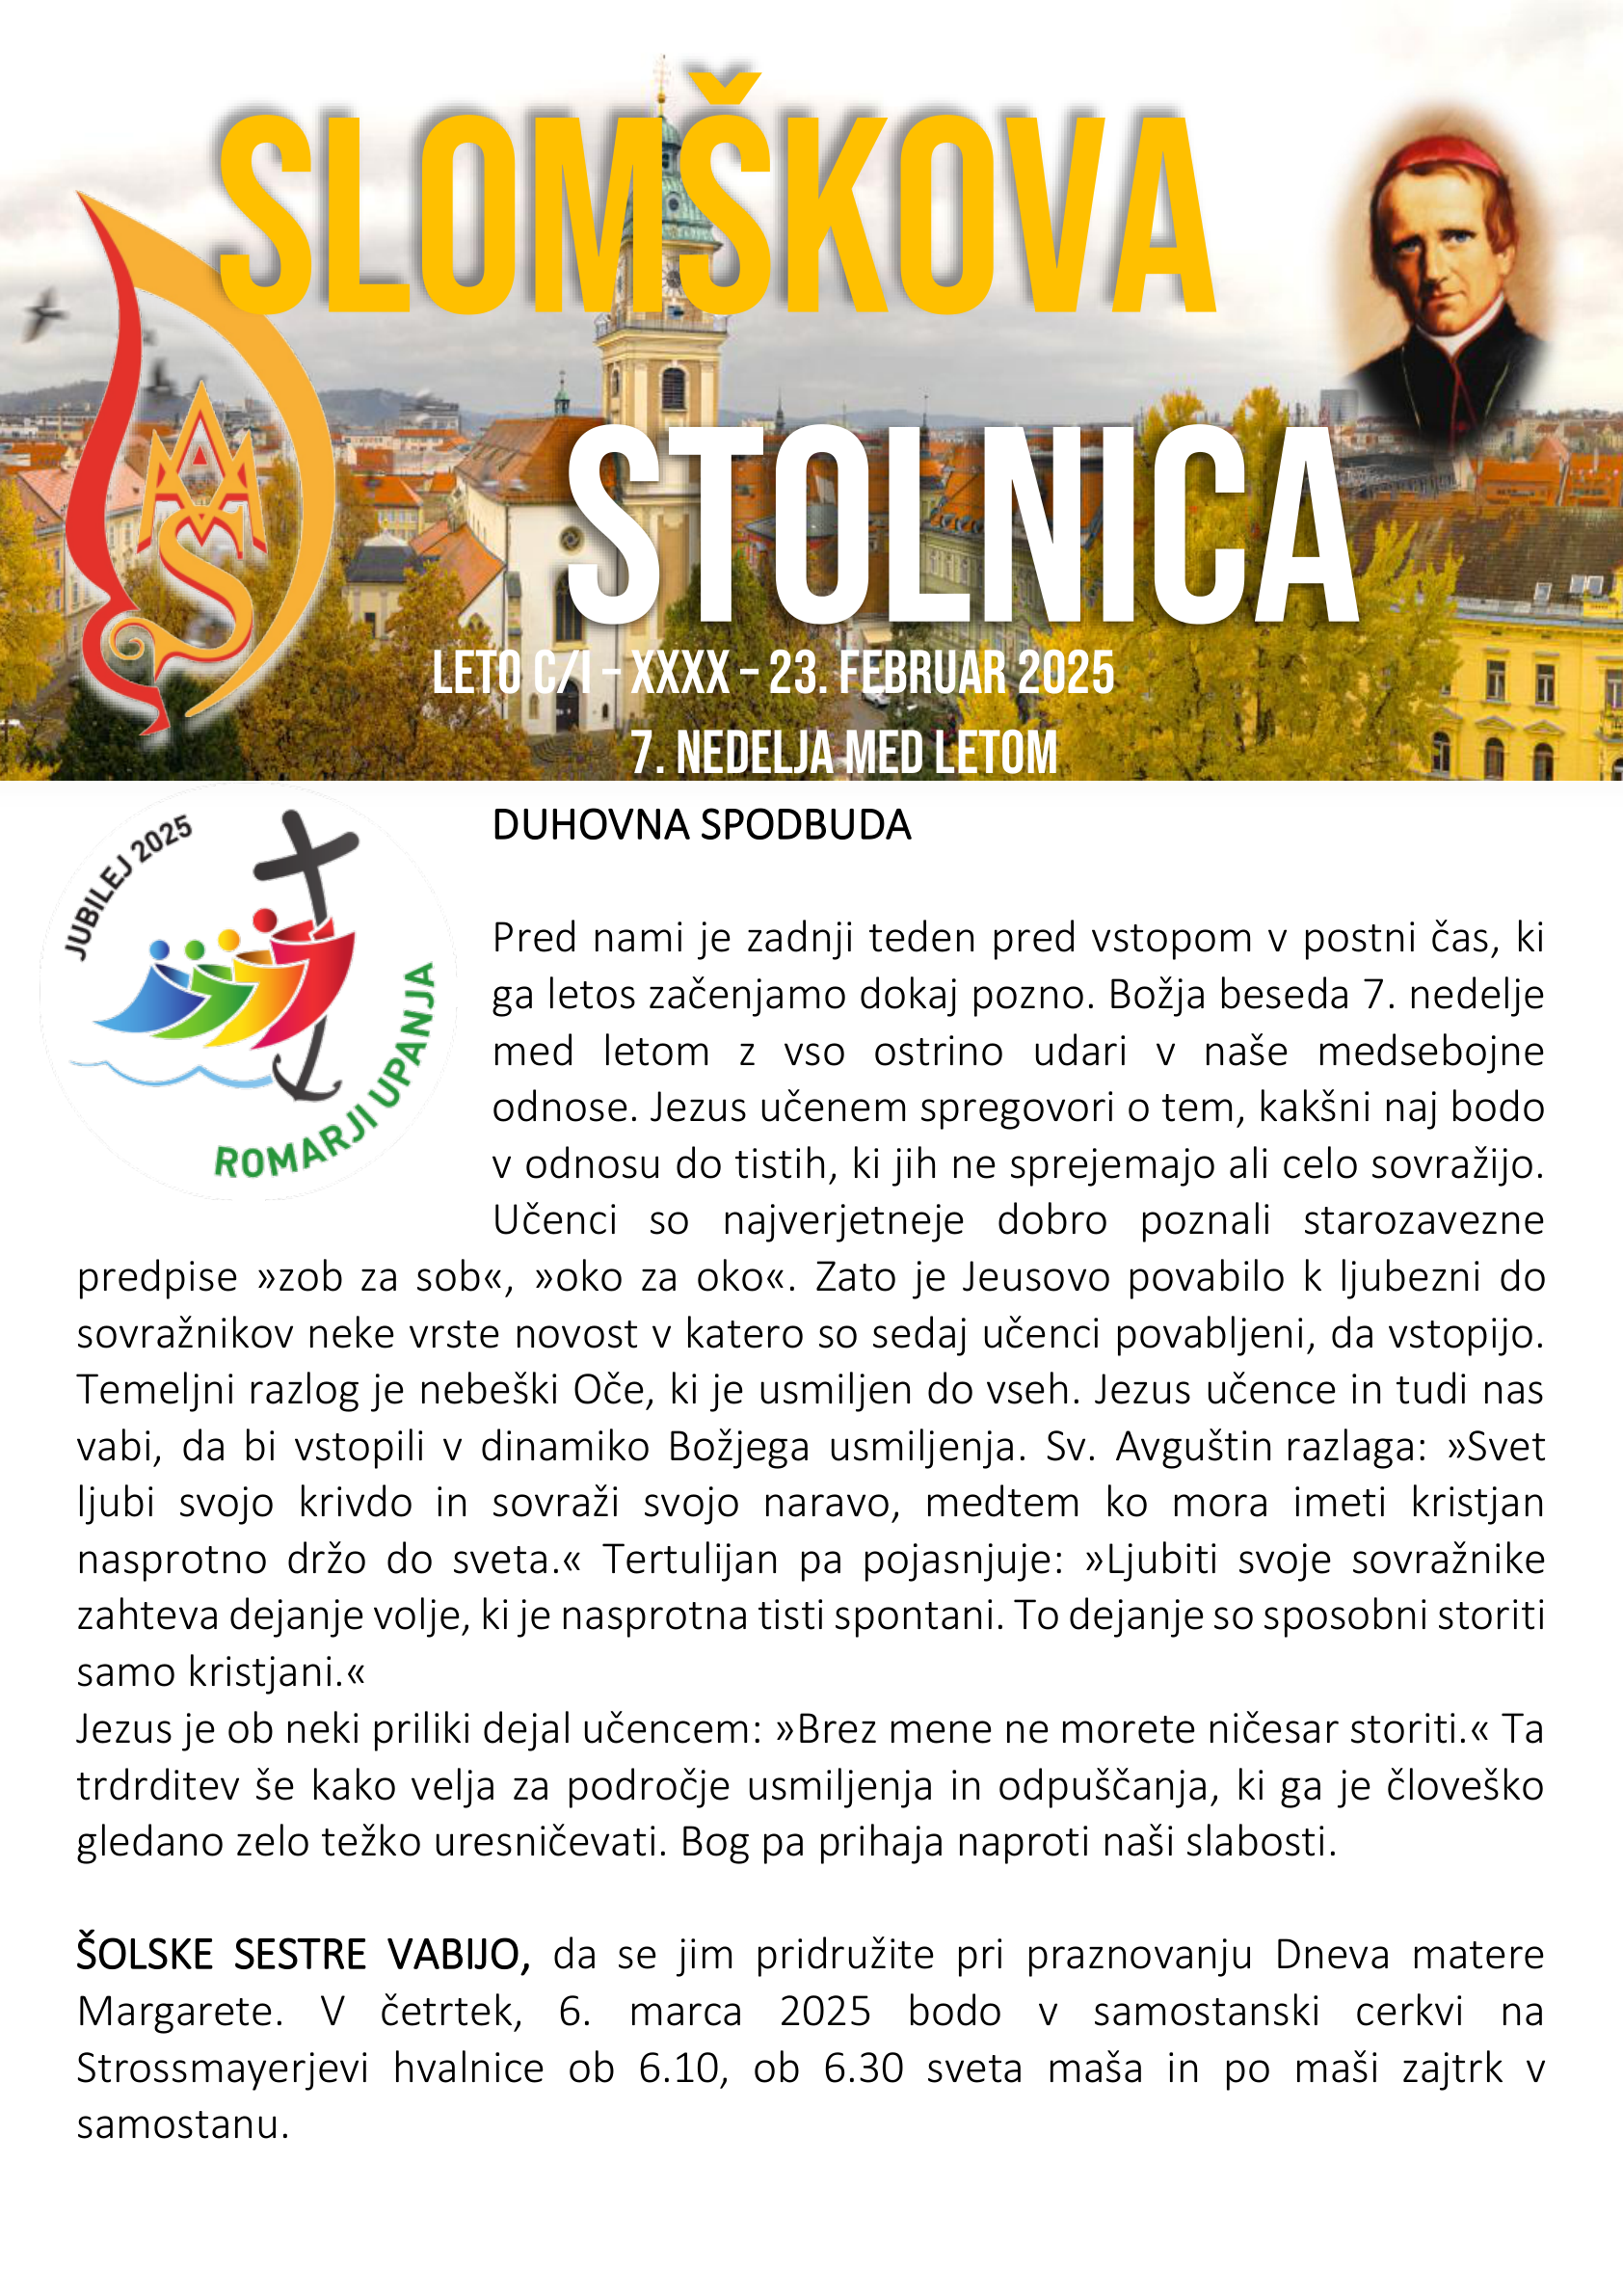 SLOMŠKOVA
STOLNICA
LETO C/I – XXXX – 23. FEBRUAR 2025
7. NEDELJA MED LETOM
JUBILEJ 2025
ROMARJI UPANJA
DUHOVNA SPODBUDA
Pred nami je zadnji teden pred vstopom v postni čas, ki
ga letos začenjamo dokaj pozno. Božja beseda 7. nedelje
med letom z vso ostrino udari v naše medsebojne
odnose. Jezus učenem spregovori o tem, kakšni naj bodo
v odnosu do tistih, ki jih ne sprejemajo ali celo sovražijo.
Učenci so najverjetneje dobro poznali starozavezne
predpise »zob za sob«, »oko za oko«. Zato je Jeusovo povabilo k ljubezni do
sovražnikov neke vrste novost v katero so sedaj učenci povabljeni, da vstopijo.
Temeljni razlog je nebeški Oče, ki je usmiljen do vseh. Jezus učence in tudi nas
vabi, da bi vstopili v dinamiko Božjega usmiljenja. Sv. Avguštin razlaga: »Svet
ljubi svojo krivdo in sovraži svojo naravo, medtem ko mora imeti kristjan
nasprotno držo do sveta.« Tertulijan pa pojasnjuje: »Ljubiti svoje sovražnike
zahteva dejanje volje, ki je nasprotna tisti spontani. To dejanje so sposobni storiti
samo kristjani.«
Jezus je ob neki priliki dejal učencem: »Brez mene ne morete ničesar storiti.« Ta
trdrditev še kako velja za področje usmiljenja in odpuščanja, ki ga je človeško
gledano zelo težko uresničevati. Bog pa prihaja naproti naši slabosti.
ŠOLSKE SESTRE VABIJO, da se jim pridružite pri praznovanju Dneva matere
Margarete. V četrtek, 6. marca 2025 bodo v samostanski cerkvi na
Strossmayerjevi hvalnice ob 6.10, ob 6.30 sveta maša in po maši zajtrk v
samostanu.